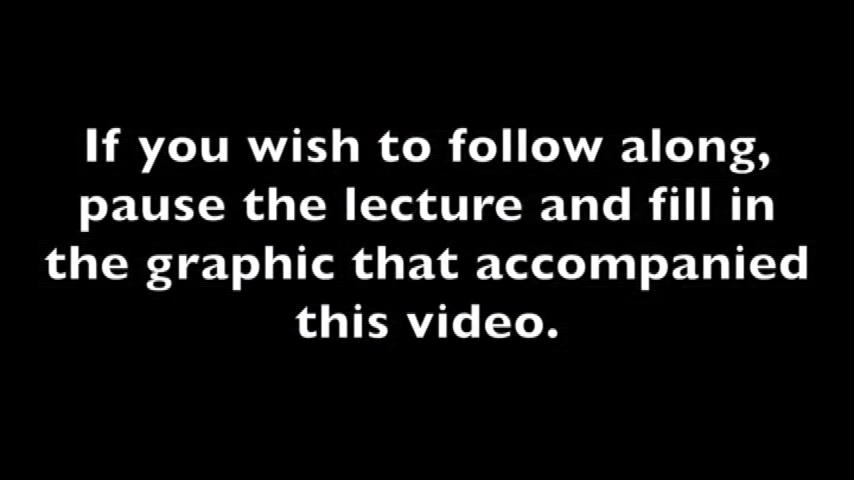 If you wish to follow along,
pause the lecture and fill in
the graphic that accompanied
this video.